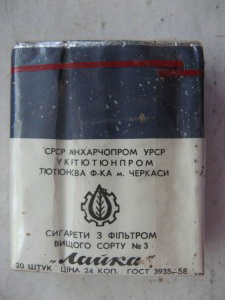 СРСР МІНХАРЧОПРОМ УРСР
УКРТЮТЮНПРОМ
ТЮТЮНОВА Ф-КА м. ЧЕРКАСИ
СИГАРЕТИ З ФІЛЬТРОМ
ВИЩОГО СОРТУ №3
„Лайка"
20 ШТУК ЦІНА 24 КОП. ГОСТ 3935-58